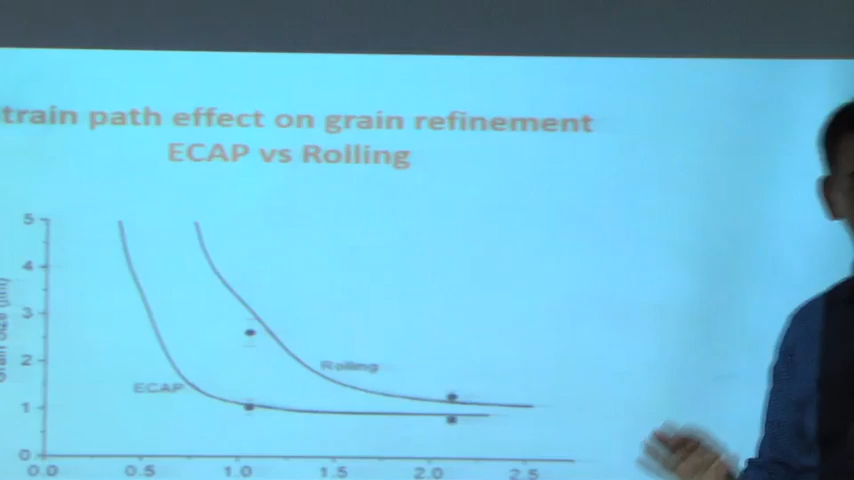 train path effect on grain refinement
ECAP vs Rolling
5
4
3
2
1
0
Rolling
ECAP
0.0 0.5 1.0 1.5 2.0 2.5